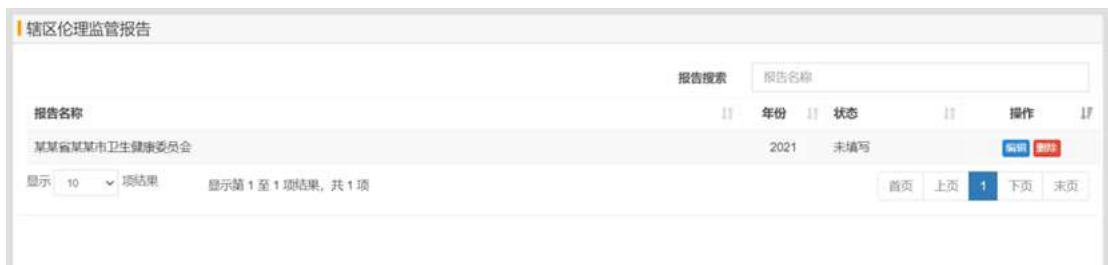 辖区伦理监管报告
报告搜索 报告名称
报告名称 年份 状态 操作
某某省某某市卫生健康委员会 2021 未填写 编辑 删除
显示 10 项结果 显示第 1 至 1 项结果，共 1 项 首页 上页 1 下页 末页